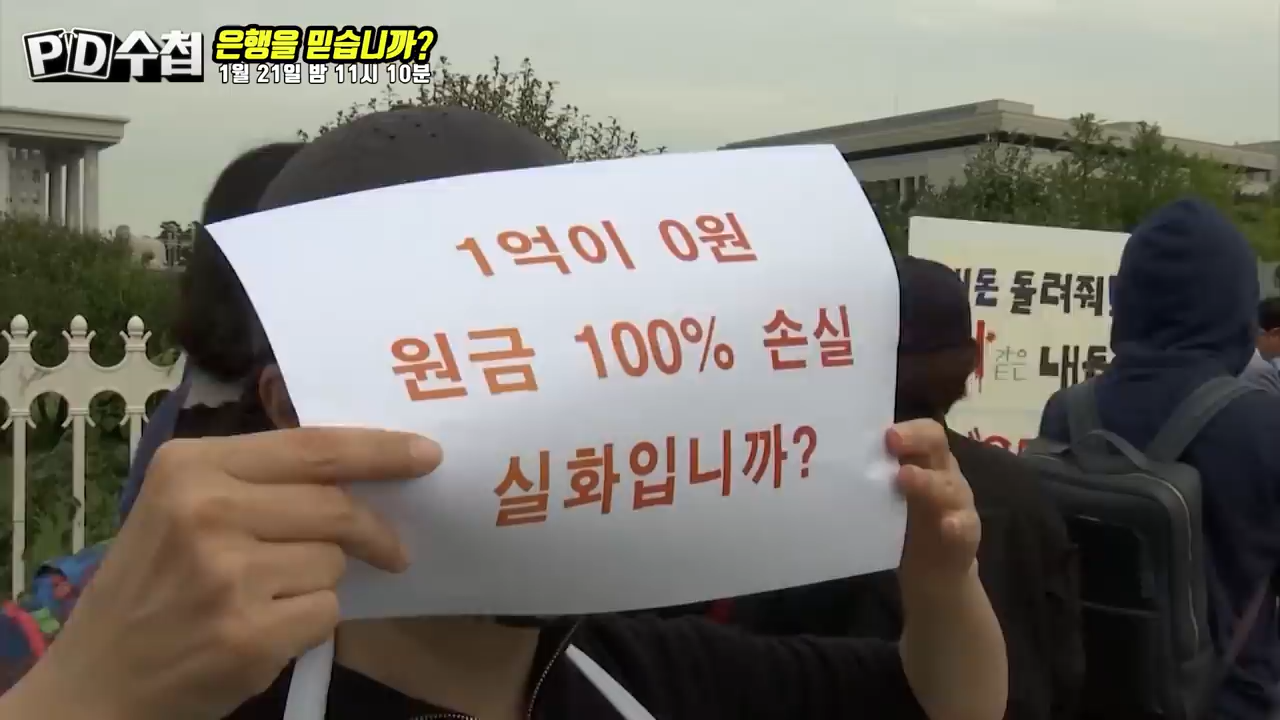 PD수첩
은행을 믿습니까?
1월 21일 밤 11시 10분
1억이 0원
원금 100% 손실
실화입니까?
돌려줘!
같은